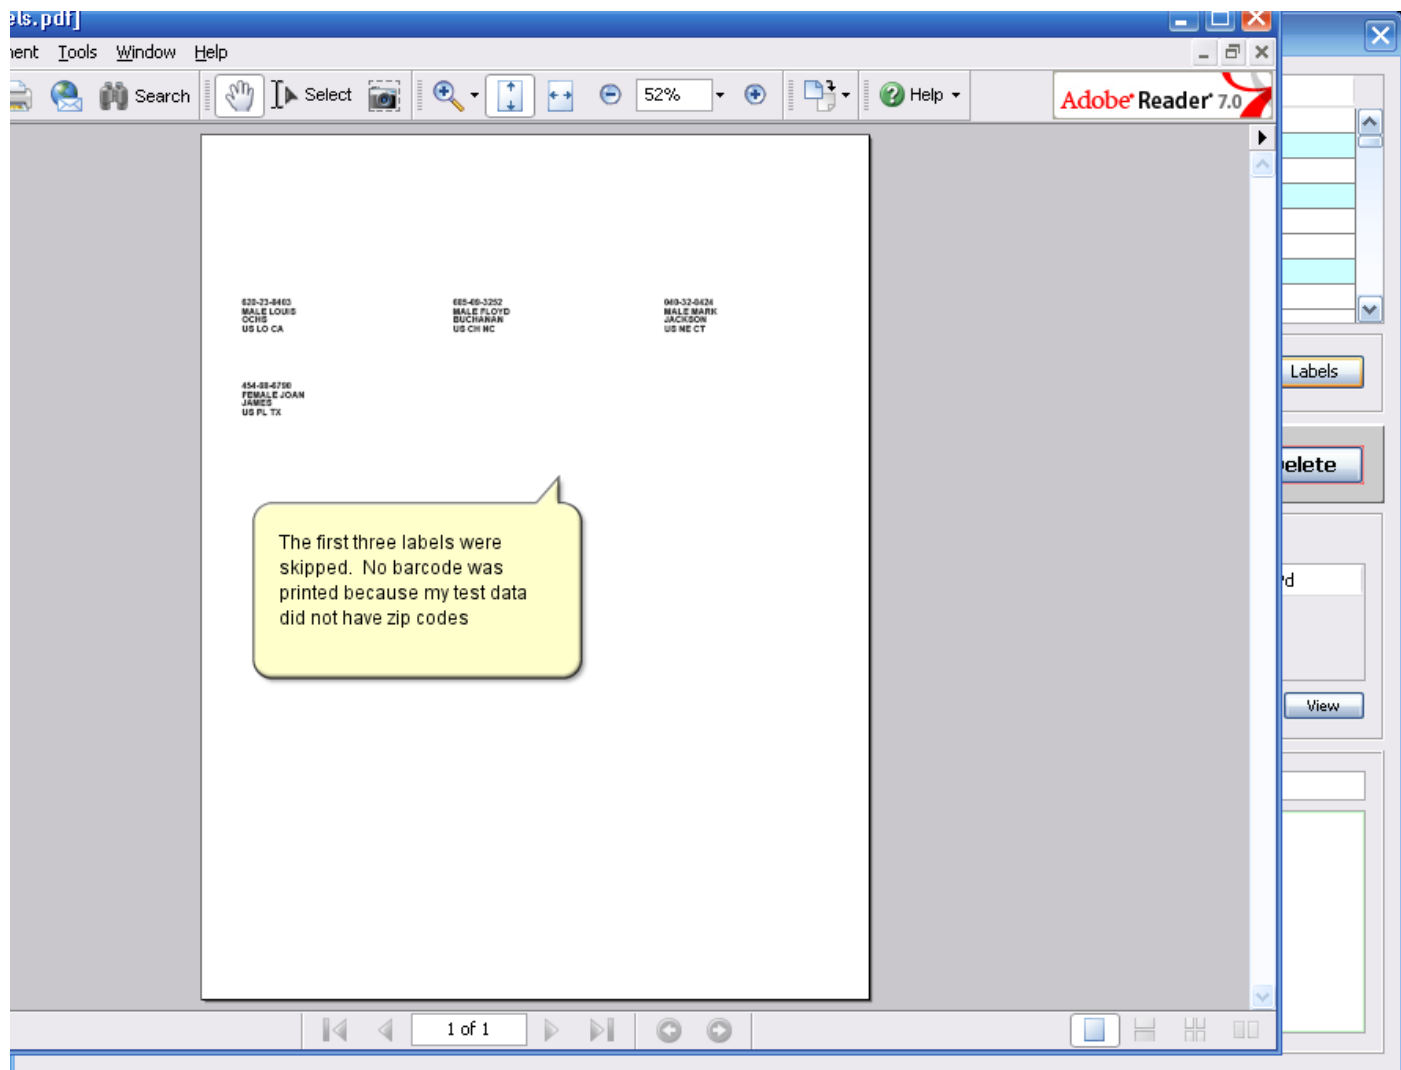 els.pdf]
ment Tools Window Help
Search Select 52% Help Adobe Reader 7.0
MALE LOUIS
OCHS
US LO CA
MALE FLOYD
BUCHANAN
US CH NC
MALE MARK
JACKSON
US NE CT
FEMALE JOAN
JAMES
US PL TX
Labels
elete
The first three labels were
skipped. No barcode was
printed because my test data
did not have zip codes
View
1 of 1